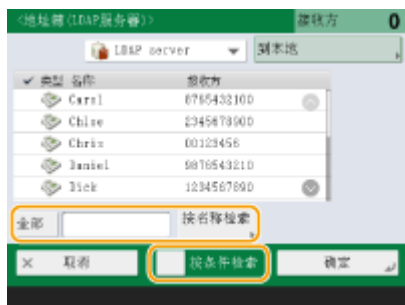 <地址簿(LDAP服务器)> 接收方 0
LDAP server 到本地
✓ 类型 名称 接收方
Carol 8765432100
Chloe 2345678900
Chris 00123456
Daniel 9876543210
Dick 1234567890
全部 按名称检索
× 取消 按条件检索 确定